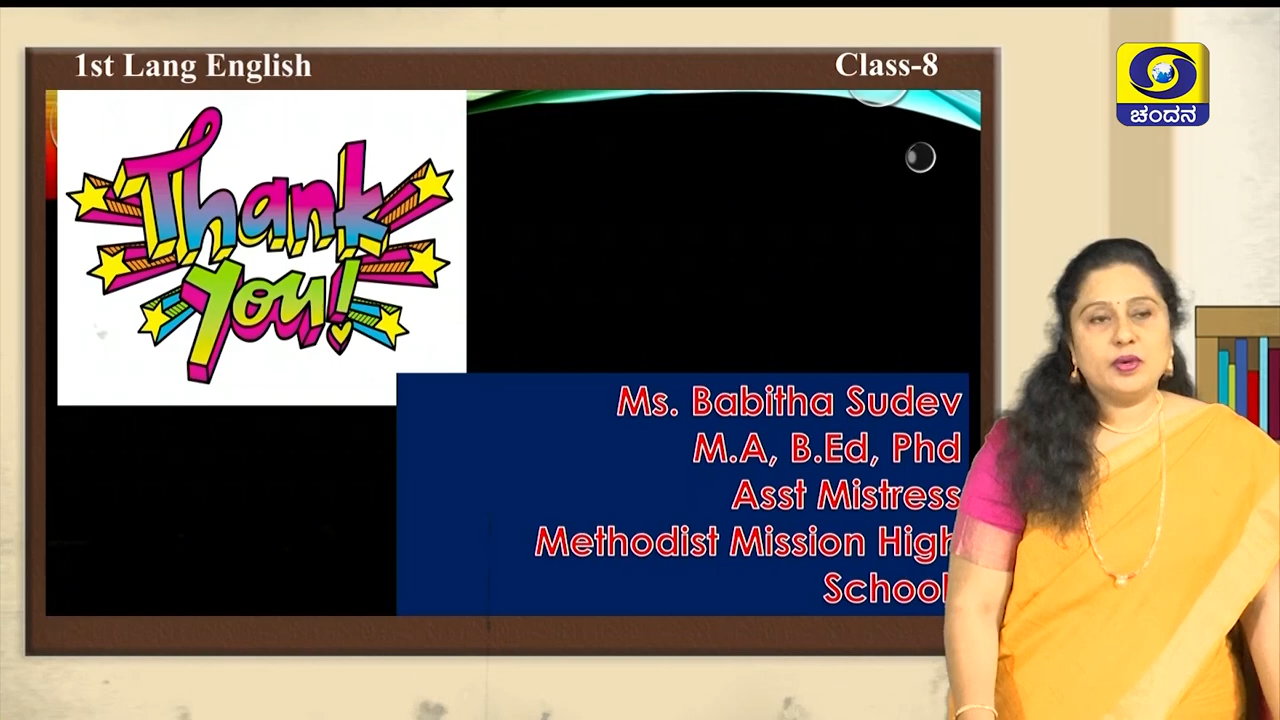 1st Lang English
Class-8
ಚಂದನ
Thank
you!
Ms. Babitha Sudev
M.A, B.Ed, Phd
Asst Mistress
Methodist Mission High
School